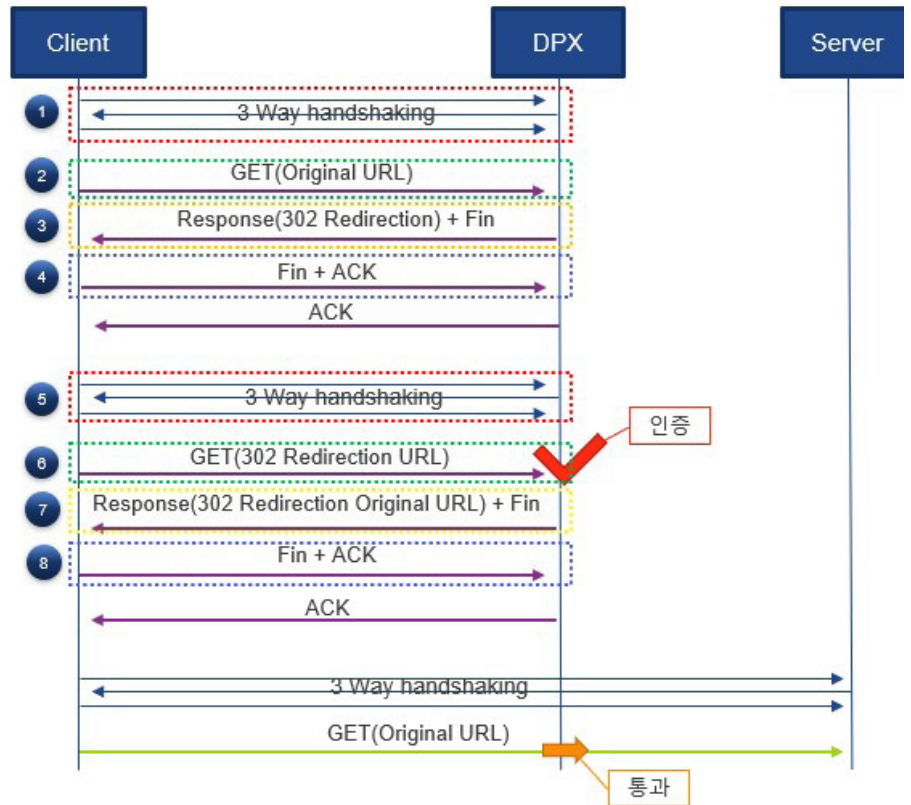 Client DPX Server
1 3 Way handshaking
2 GET(Original URL)
3 Response(302 Redirection) + Fin
4 Fin + ACK
ACK
5 3 Way handshaking
인증
6 GET(302 Redirection URL)
7 Response(302 Redirection Original URL) + Fin
8 Fin + ACK
ACK
3 Way handshaking
GET(Original URL)
통과